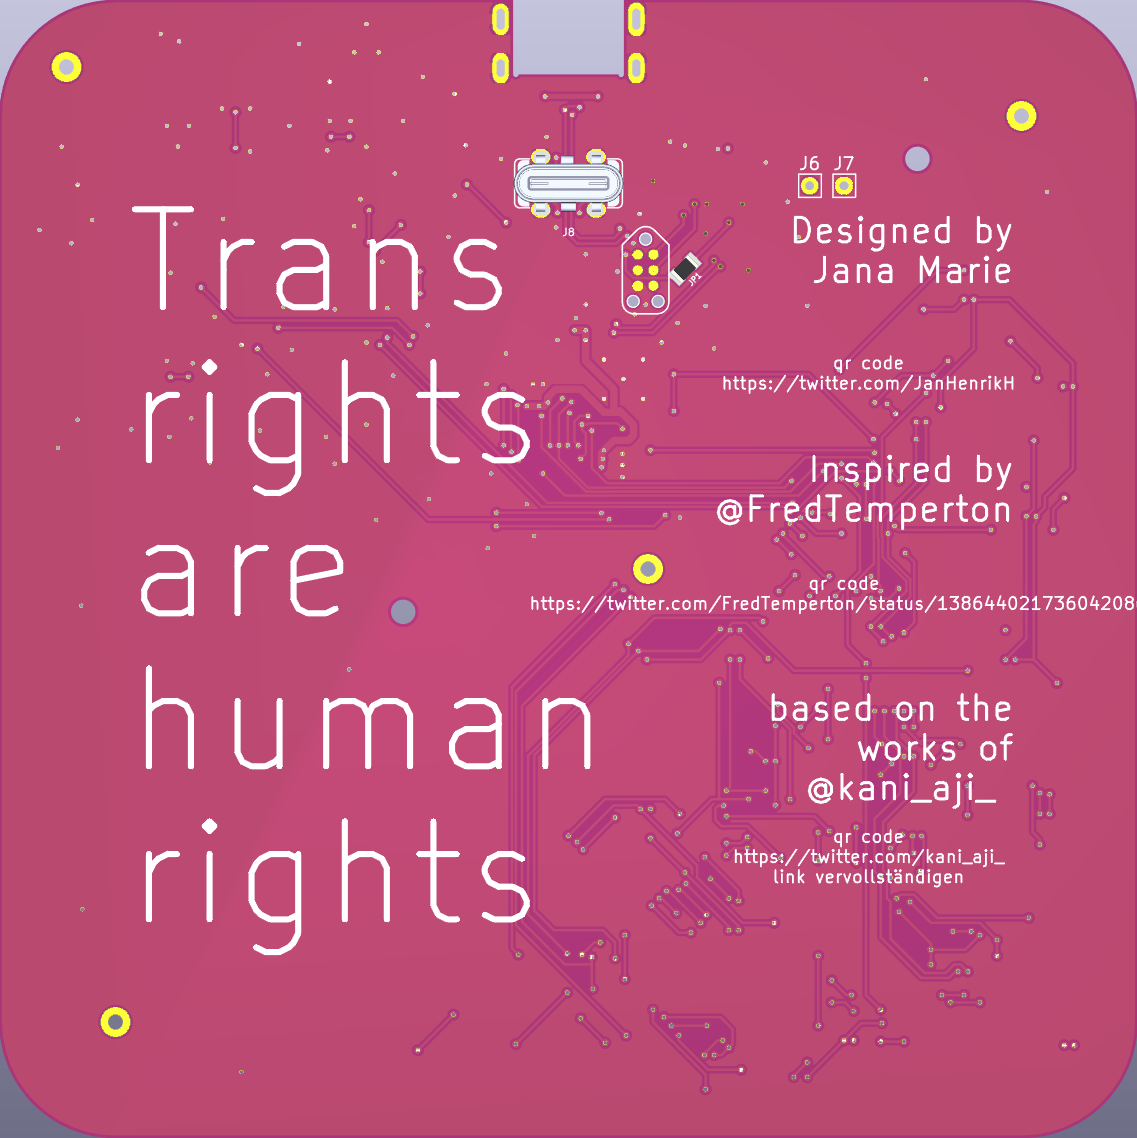 J6 J7
J8
JP1
Trans
rights
are
human
rights
Designed by
Jana Marie
qr code
https://twitter.com/JanHenrikH
Inspired by
@FredTemperton
qr code
https://twitter.com/FredTemperton/status/138644021736042086
based on the
works of
@kani_aji_
qr code
https://twitter.com/kani_aji_
link vervollständigen